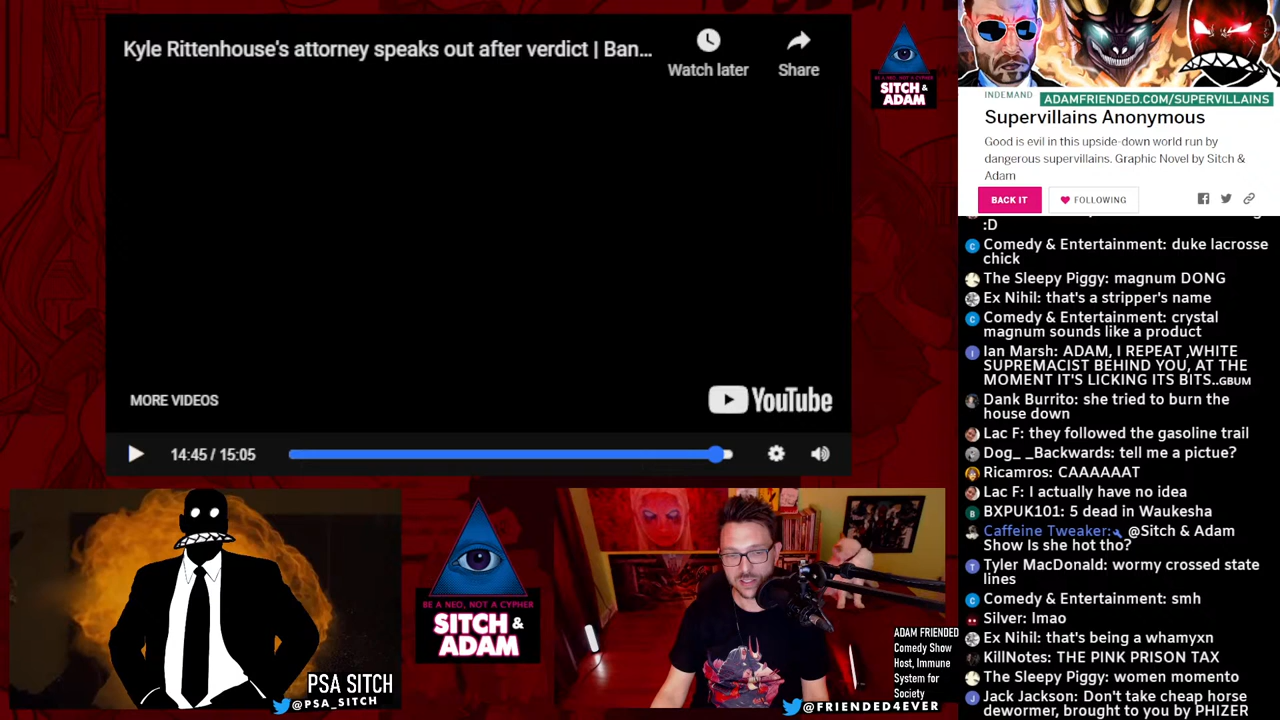 Kyle Rittenhouse's attorney speaks out after verdict | Ban...
Watch later
Share
BE A NEO, NOT A CYPHER
SITCH &
ADAM
MORE VIDEOS
YouTube
14:45 / 15:05
INDEMAND
ADAMFRIENDED.COM/SUPERVILLAINS
Supervillains Anonymous
Good is evil in this upside-down world run by
dangerous supervillains. Graphic Novel by Sitch &
Adam
BACK IT
FOLLOWING
:D
Comedy & Entertainment: duke lacrosse
chick
The Sleepy Piggy: magnum DONG
Ex Nihil: that's a stripper's name
Comedy & Entertainment: crystal
magnum sounds like a product
Ian Marsh: ADAM, I REPEAT ,WHITE
SUPREMACIST BEHIND YOU, AT THE
MOMENT IT'S LICKING ITS BITS..GBUM
Dank Burrito: she tried to burn the
house down
Lac F: they followed the gasoline trail
Dog_ _Backwards: tell me a pictue?
Ricamros: CAAAAAT
Lac F: I actually have no idea
BXPUK101: 5 dead in Waukesha
Caffeine Tweaker: @Sitch & Adam
Show Is she hot tho?
Tyler MacDonald: wormy crossed state
lines
Comedy & Entertainment: smh
Silver: lmao
Ex Nihil: that's being a whamyxn
KillNotes: THE PINK PRISON TAX
The Sleepy Piggy: women momento
Jack Jackson: Don't take cheap horse
dewormer, brought to you by PHIZER
PSA SITCH
@PSA_SITCH
BE A NEO, NOT A CYPHER
SITCH &
ADAM
ADAM FRIENDED
Comedy Show
Host, Immune
System for
Society
@FRIENDED4EVER